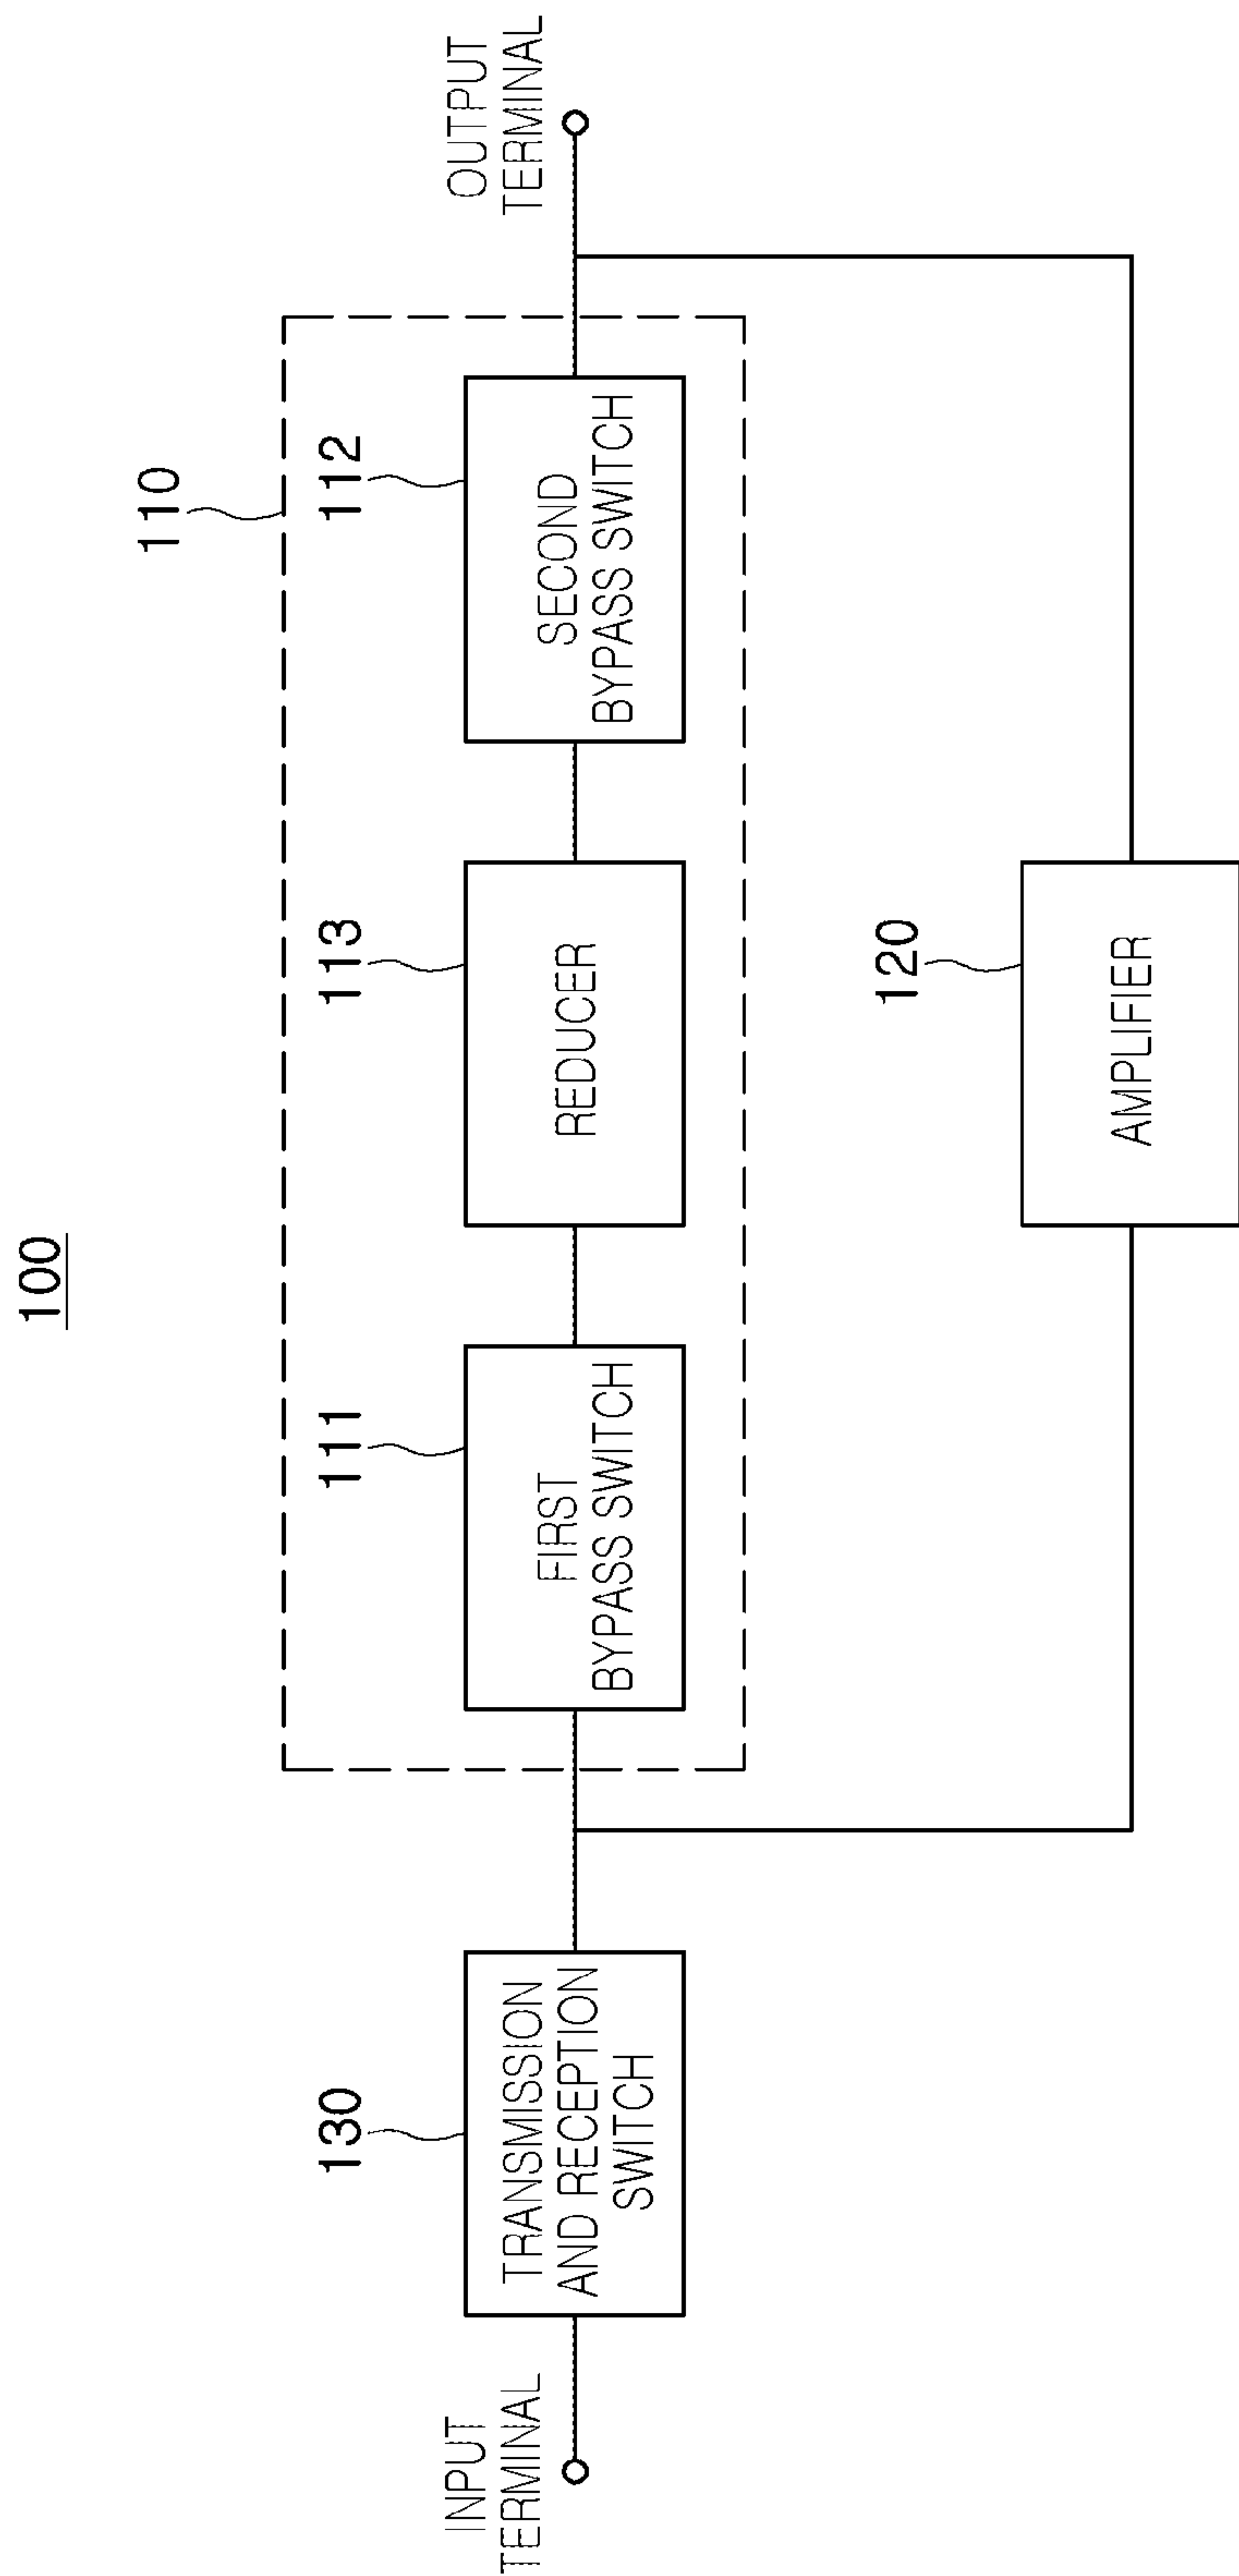 100
110
111
113
112
130
INPUT
TERMINAL
TRANSMISSION
AND RECEPTION
SWITCH
FIRST
BYPASS SWITCH
REDUCER
SECOND
BYPASS SWITCH
OUTPUT
TERMINAL
120
AMPLIFIER